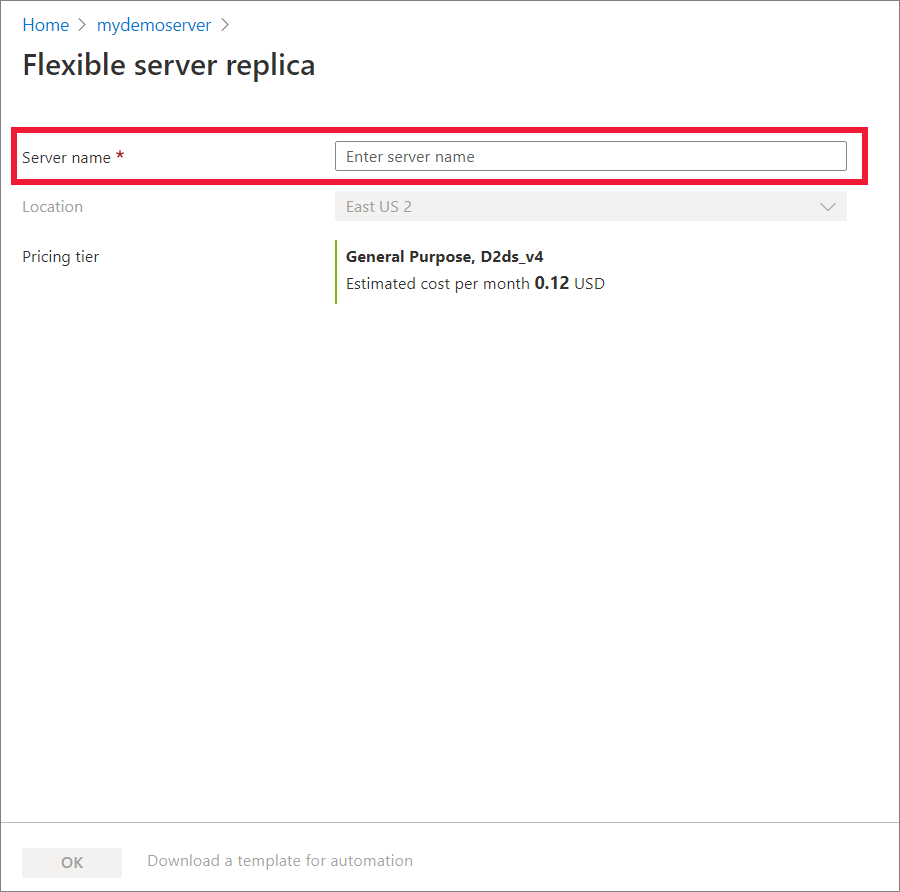 Home > mydemoserver >
Flexible server replica
Server name * Enter server name
Location East US 2
Pricing tier General Purpose, D2ds_v4
Estimated cost per month 0.12 USD
OK Download a template for automation